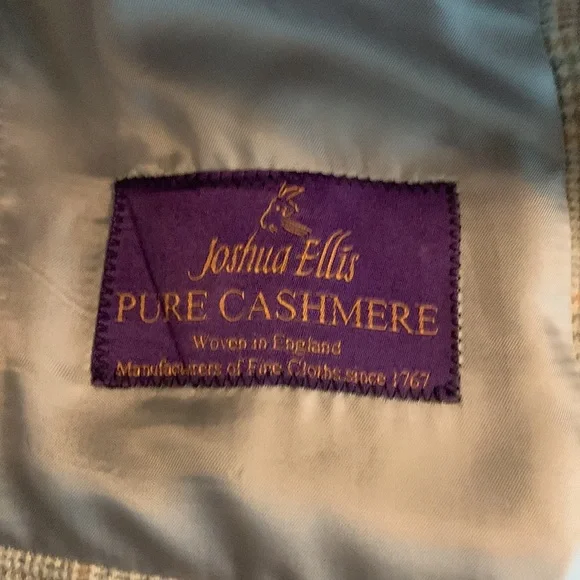 Joshua Ellis
PURE CASHMERE
Woven in England
Manufacturers of Fine Cloths since 1767